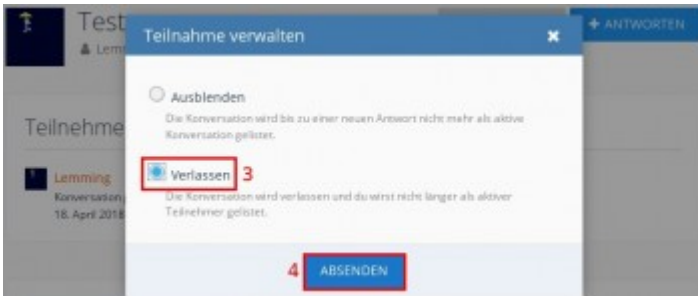 Test
Lemm
+ ANTWORTEN
Teilnahme verwalten
Ausblenden
Die Konversation wird bis zu einer neuen Antwort nicht mehr als aktive
Konversation gelistet.
Teilnehme
Verlassen 3
Die Konversation wird verlassen und du wirst nicht länger als aktiver
Teilnehmer gelistet.
Lemming
Konversation
18. April 2018
4 ABSENDEN